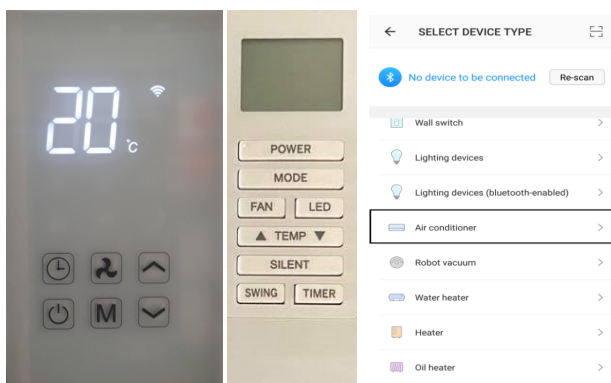 20
°C
M
POWER
MODE
FAN LED
TEMP
SILENT
SWING TIMER
SELECT DEVICE TYPE
No device to be connected Re-scan
Wall switch
Lighting devices
Lighting devices (bluetooth-enabled)
Air conditioner
Robot vacuum
Water heater
Heater
Oil heater